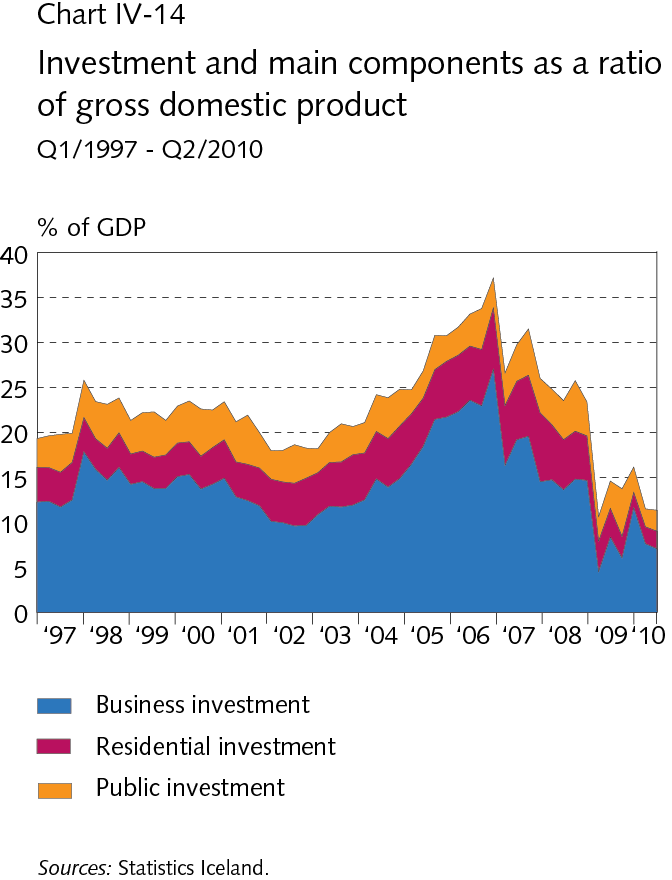 Chart IV-14
Investment and main components as a ratio
of gross domestic product
Q1/1997 - Q2/2010
% of GDP
40
35
30
25
20
15
10
5
0
‘97 ‘98 ‘99 ‘00 ‘01 ‘02 ‘03 ‘04 ‘05 ‘06 ‘07 ‘08 ‘09 ‘10
Business investment
Residential investment
Public investment
Sources: Statistics Iceland.